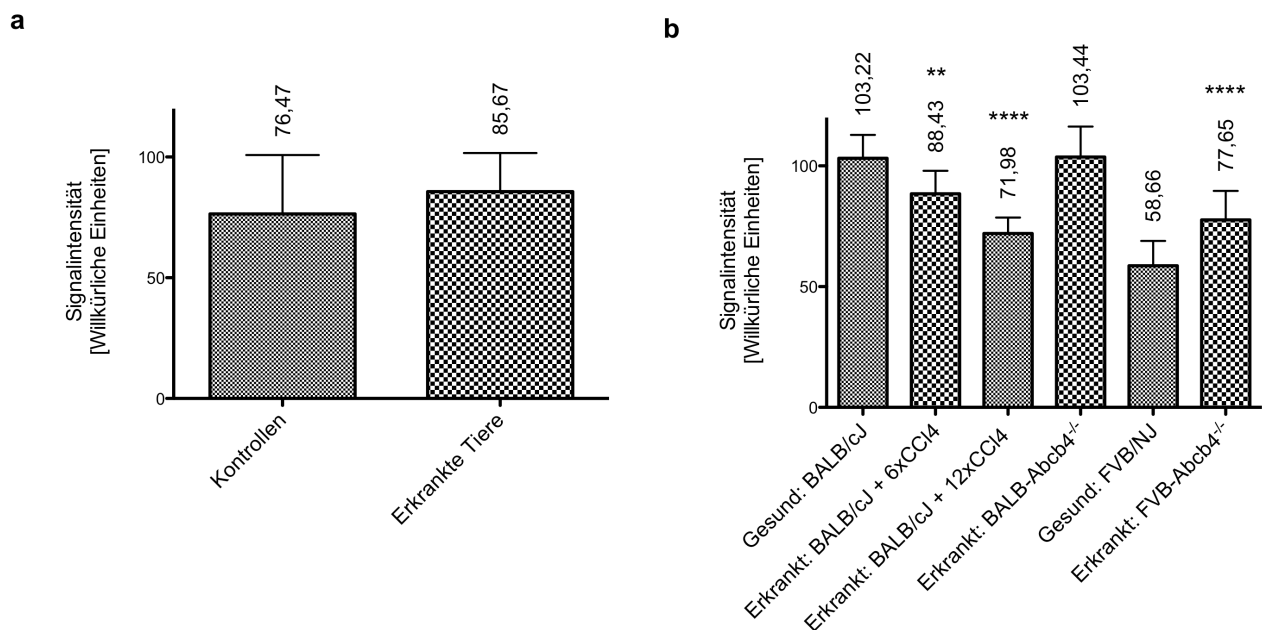 a
Signalintensität
[Willkürliche Einheiten]
100
50
0
76,47
85,67
Kontrollen
Erkrankte Tiere
b
Signalintensität
[Willkürliche Einheiten]
100
50
0
103,22
**
88,43
****
71,98
103,44
58,66
****
77,65
Gesund: BALB/cJ
Erkrankt: BALB/cJ + 6xCCl4
Erkrankt: BALB/cJ + 12xCCl4
Erkrankt: BALB-Abcb4⁻/⁻
Gesund: FVB/NJ
Erkrankt: FVB-Abcb4⁻/⁻